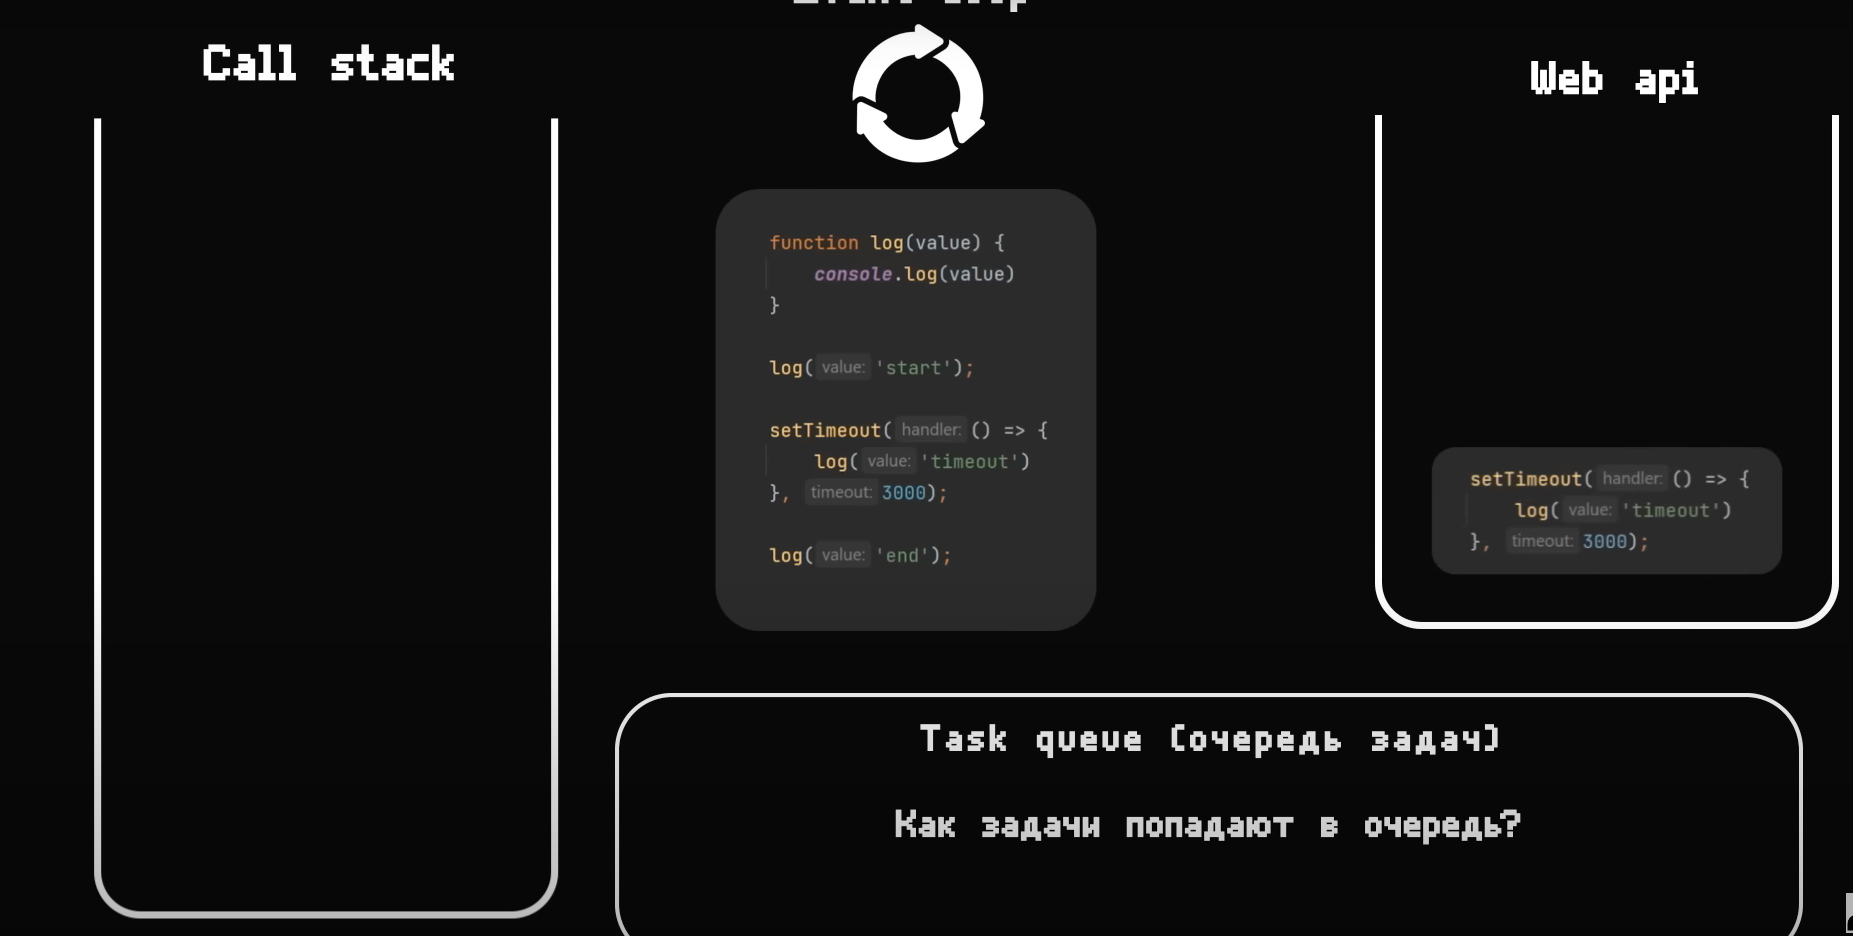 Call stack
Web api
function log(value) {
console.log(value)
}
log( value: 'start');
setTimeout( handler: () => {
log( value: 'timeout')
}, timeout: 3000);
log( value: 'end');
setTimeout( handler: () => {
log( value: 'timeout')
}, timeout: 3000);
Task queue (очередь задач)
Как задачи попадают в очередь?